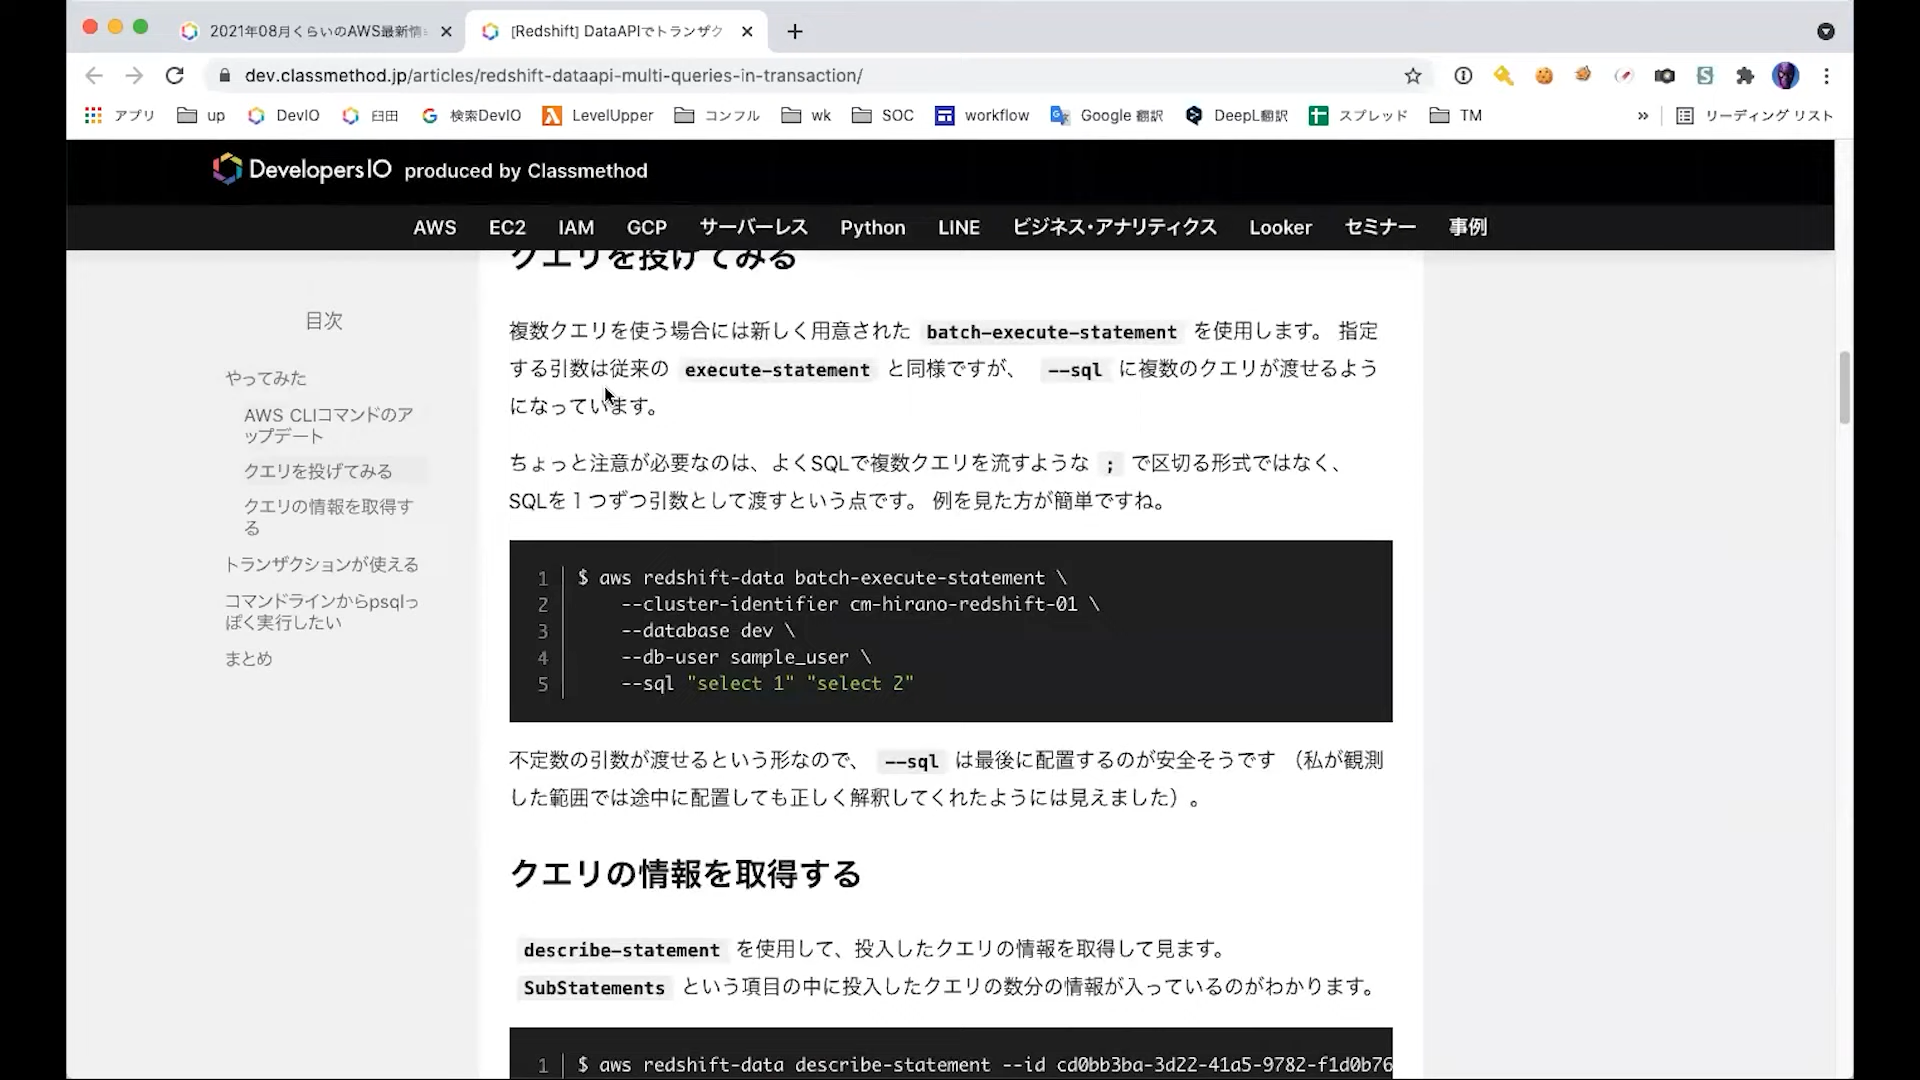 2021年08月くらいのAWS最新情
[Redshift] DataAPIでトランザク
dev.classmethod.jp/articles/redshift-dataapi-multi-queries-in-transaction/
アプリ up DevIO 臼田 検索DevIO LevelUpper コンフル wk SOC workflow Google 翻訳 DeepL翻訳 スプレッド TM » リーディング リスト
DevelopersIO produced by Classmethod
AWS EC2 IAM GCP サーバーレス Python LINE ビジネス・アナリティクス Looker セミナー 事例
目次
やってみた
AWS CLIコマンドのア
ップデート
クエリを投げてみる
クエリの情報を取得す
る
トランザクションが使える
コマンドラインからpsqlっ
ぽく実行したい
まとめ
クエリを投げてみる
複数クエリを使う場合には新しく用意された batch-execute-statement を使用します。 指定
する引数は従来の execute-statement と同様ですが、 --sql に複数のクエリが渡せるよう
になっています。
ちょっと注意が必要なのは、よくSQLで複数クエリを流すような ; で区切る形式ではなく、
SQLを１つずつ引数として渡すという点です。 例を見た方が簡単ですね。
1 $ aws redshift-data batch-execute-statement \
2 --cluster-identifier cm-hirano-redshift-01 \
3 --database dev \
4 --db-user sample_user \
5 --sql "select 1" "select 2"
不定数の引数が渡せるという形なので、 --sql は最後に配置するのが安全そうです （私が観測
した範囲では途中に配置しても正しく解釈してくれたようには見えました）。
クエリの情報を取得する
describe-statement を使用して、投入したクエリの情報を取得して見ます。
SubStatements という項目の中に投入したクエリの数分の情報が入っているのがわかります。
1 $ aws redshift-data describe-statement --id cd0bb3ba-3d22-41a5-9782-f1d0b76